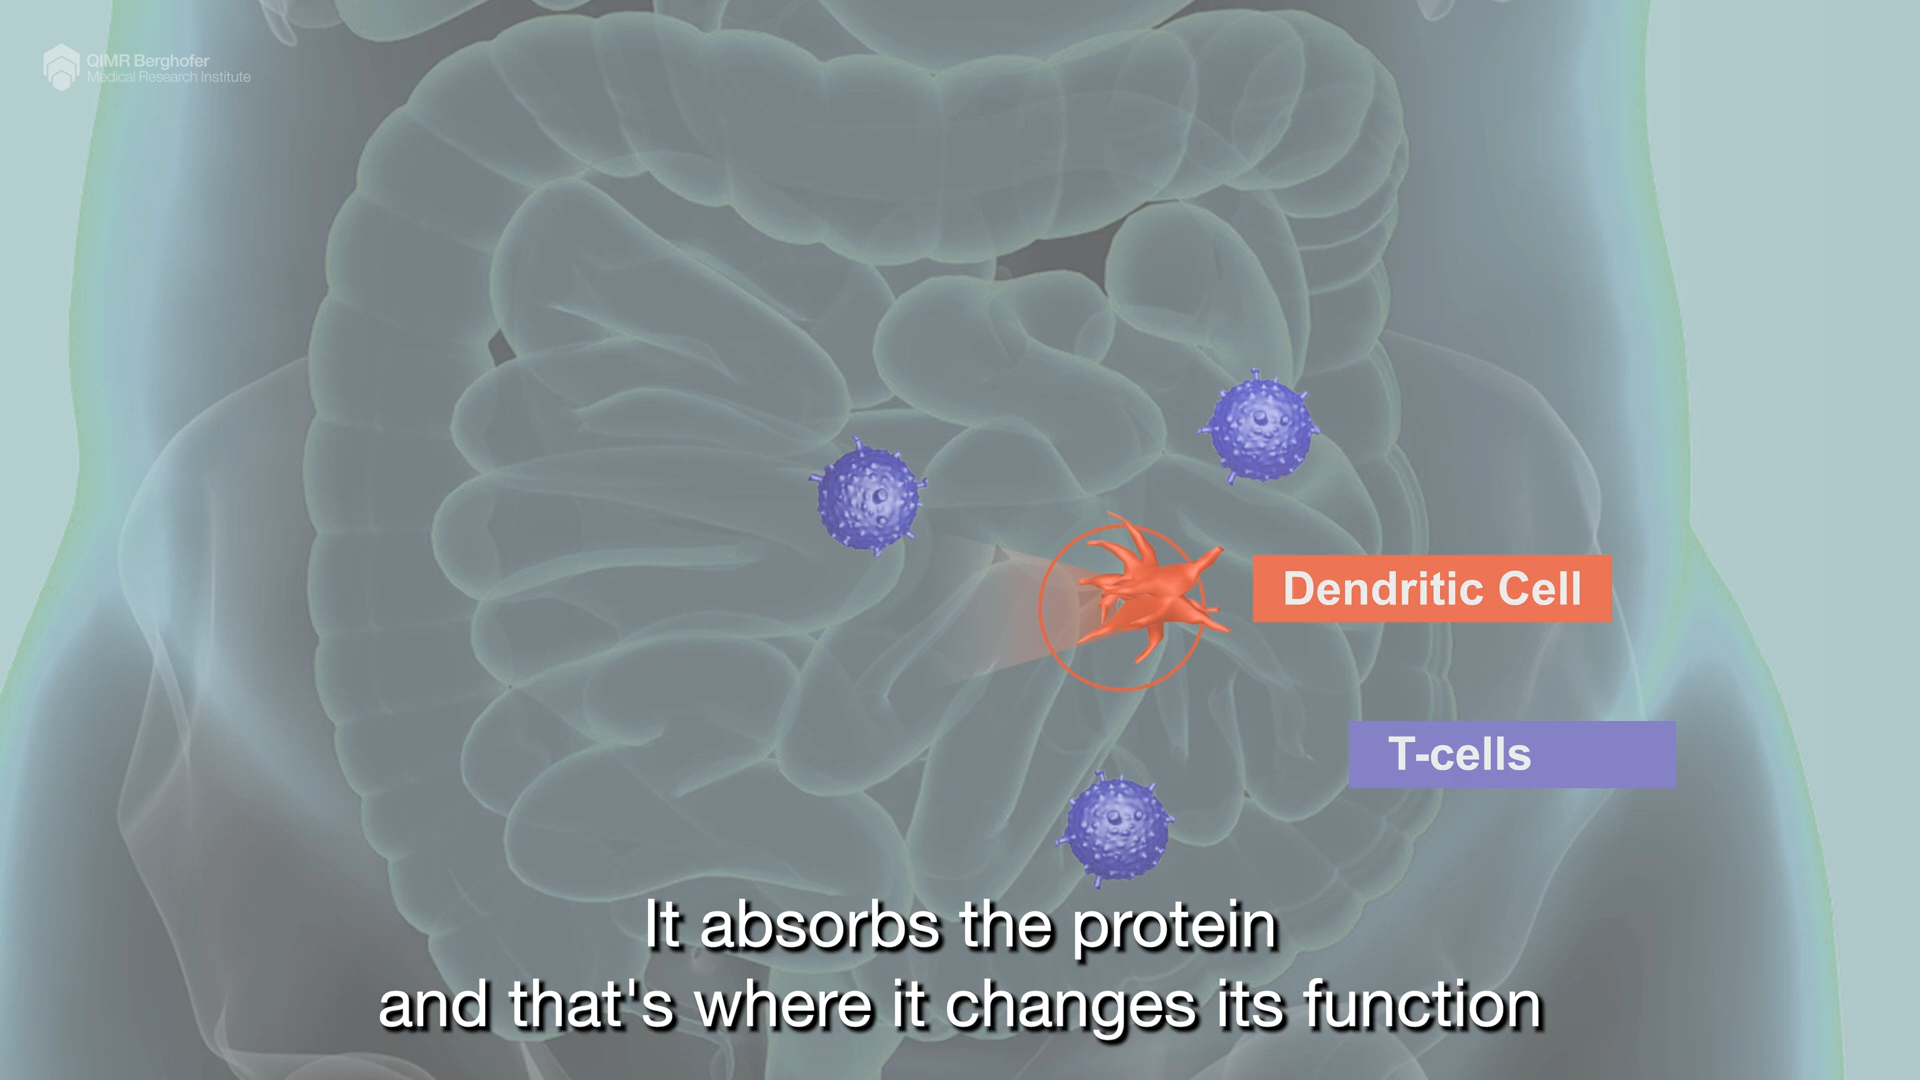 QIMR Berghofer
Medical Research Institute
Dendritic Cell
T-cells
It absorbs the protein
and that's where it changes its function